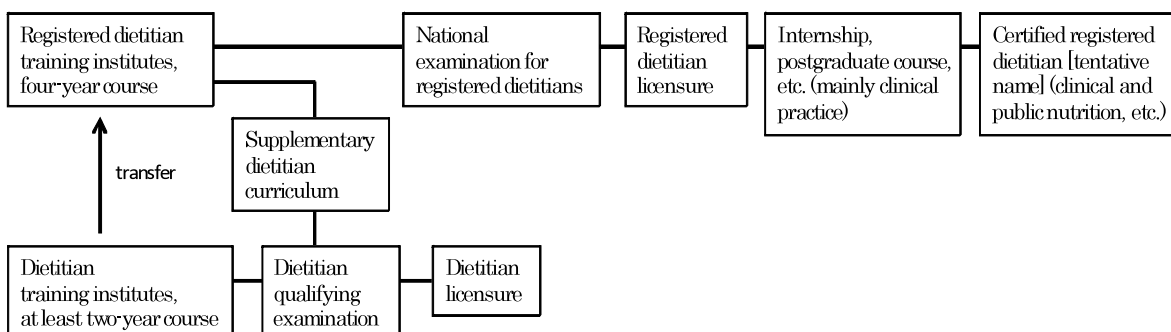 Registered dietitian
training institutes,
four-year course
National
examination for
registered dietitians
Registered
dietitian
licensure
Internship,
postgraduate course,
etc. (mainly clinical
practice)
Certified registered
dietitian [tentative
name] (clinical and
public nutrition, etc.)
Supplementary
dietitian
curriculum
transfer
Dietitian
training institutes,
at least two-year course
Dietitian
qualifying
examination
Dietitian
licensure